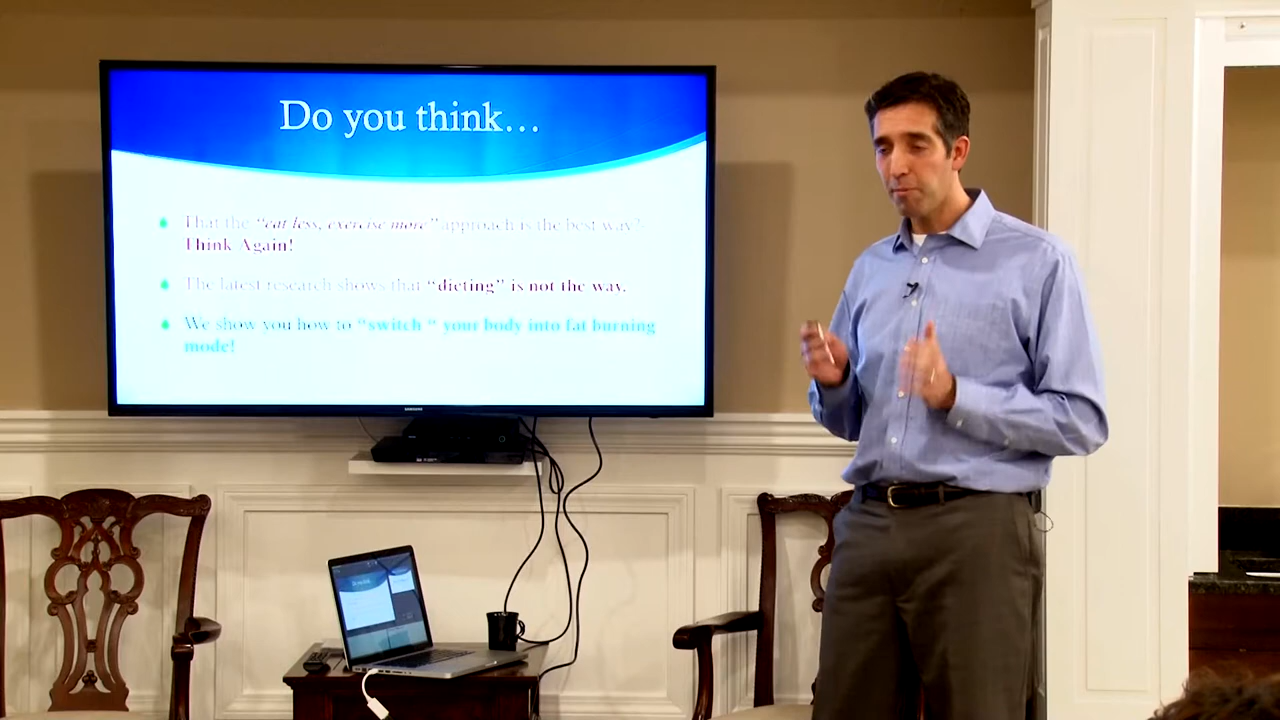 Do you think...
That the "eat less, exercise more" approach is the best way?
Think Again!
The latest research shows that "dieting" is not the way.
We show you how to "switch " your body into fat burning
mode!
SAMSUNG